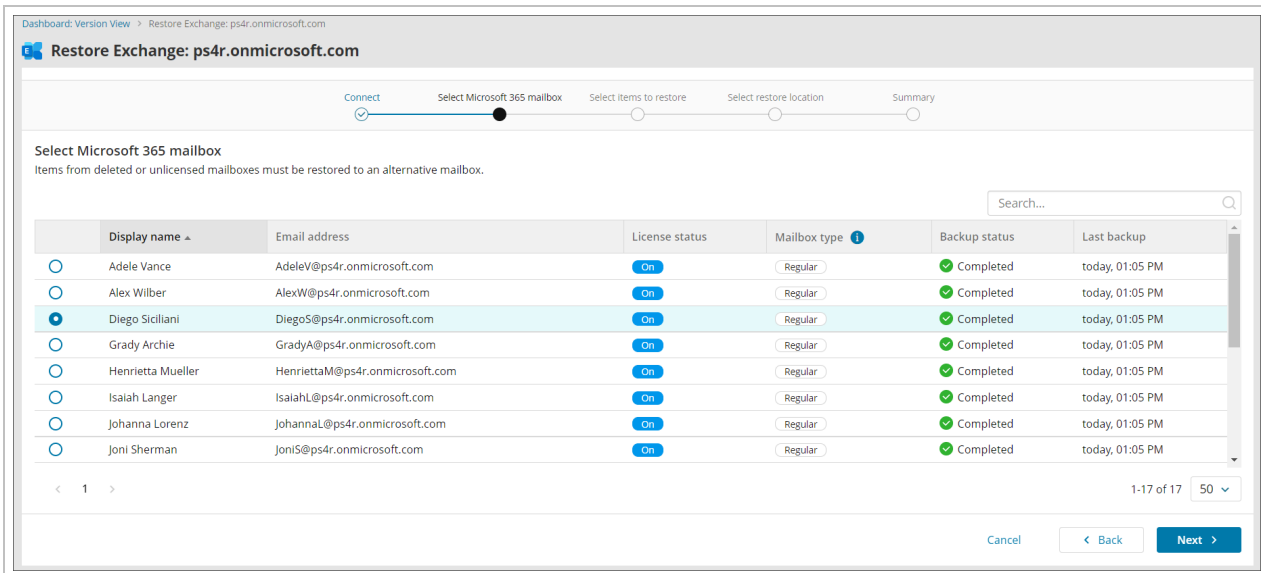 Dashboard: Version View > Restore Exchange: ps4r.onmicrosoft.com
Restore Exchange: ps4r.onmicrosoft.com
Connect Select Microsoft 365 mailbox Select items to restore Select restore location Summary
Select Microsoft 365 mailbox
Items from deleted or unlicensed mailboxes must be restored to an alternative mailbox.
Search...
Display name Email address License status Mailbox type Backup status Last backup
Adele Vance AdeleV@ps4r.onmicrosoft.com On Regular Completed today, 01:05 PM
Alex Wilber AlexW@ps4r.onmicrosoft.com On Regular Completed today, 01:05 PM
Diego Siciliani DiegoS@ps4r.onmicrosoft.com On Regular Completed today, 01:05 PM
Grady Archie GradyA@ps4r.onmicrosoft.com On Regular Completed today, 01:05 PM
Henrietta Mueller HenriettaM@ps4r.onmicrosoft.com On Regular Completed today, 01:05 PM
Isaiah Langer IsaiahL@ps4r.onmicrosoft.com On Regular Completed today, 01:05 PM
Johanna Lorenz JohannaL@ps4r.onmicrosoft.com On Regular Completed today, 01:05 PM
Joni Sherman JoniS@ps4r.onmicrosoft.com On Regular Completed today, 01:05 PM
< 1 > 1-17 of 17 50
Cancel < Back Next >